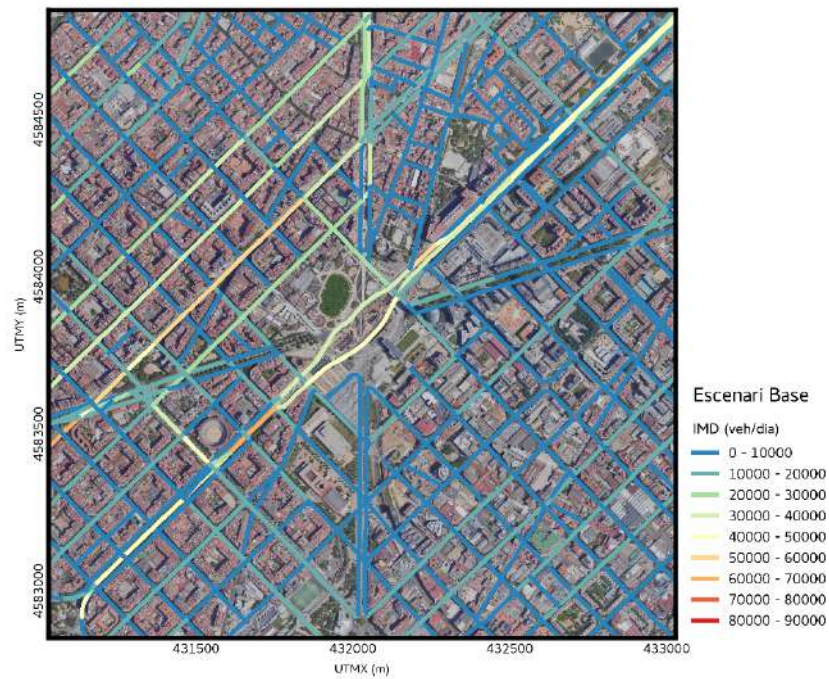 4584500
4584000
4583500
4583000
UTMY (m)
431500
432000
432500
433000
UTMX (m)
Escenari Base
IMD (veh/dia)
0 - 10000
10000 - 20000
20000 - 30000
30000 - 40000
40000 - 50000
50000 - 60000
60000 - 70000
70000 - 80000
80000 - 90000